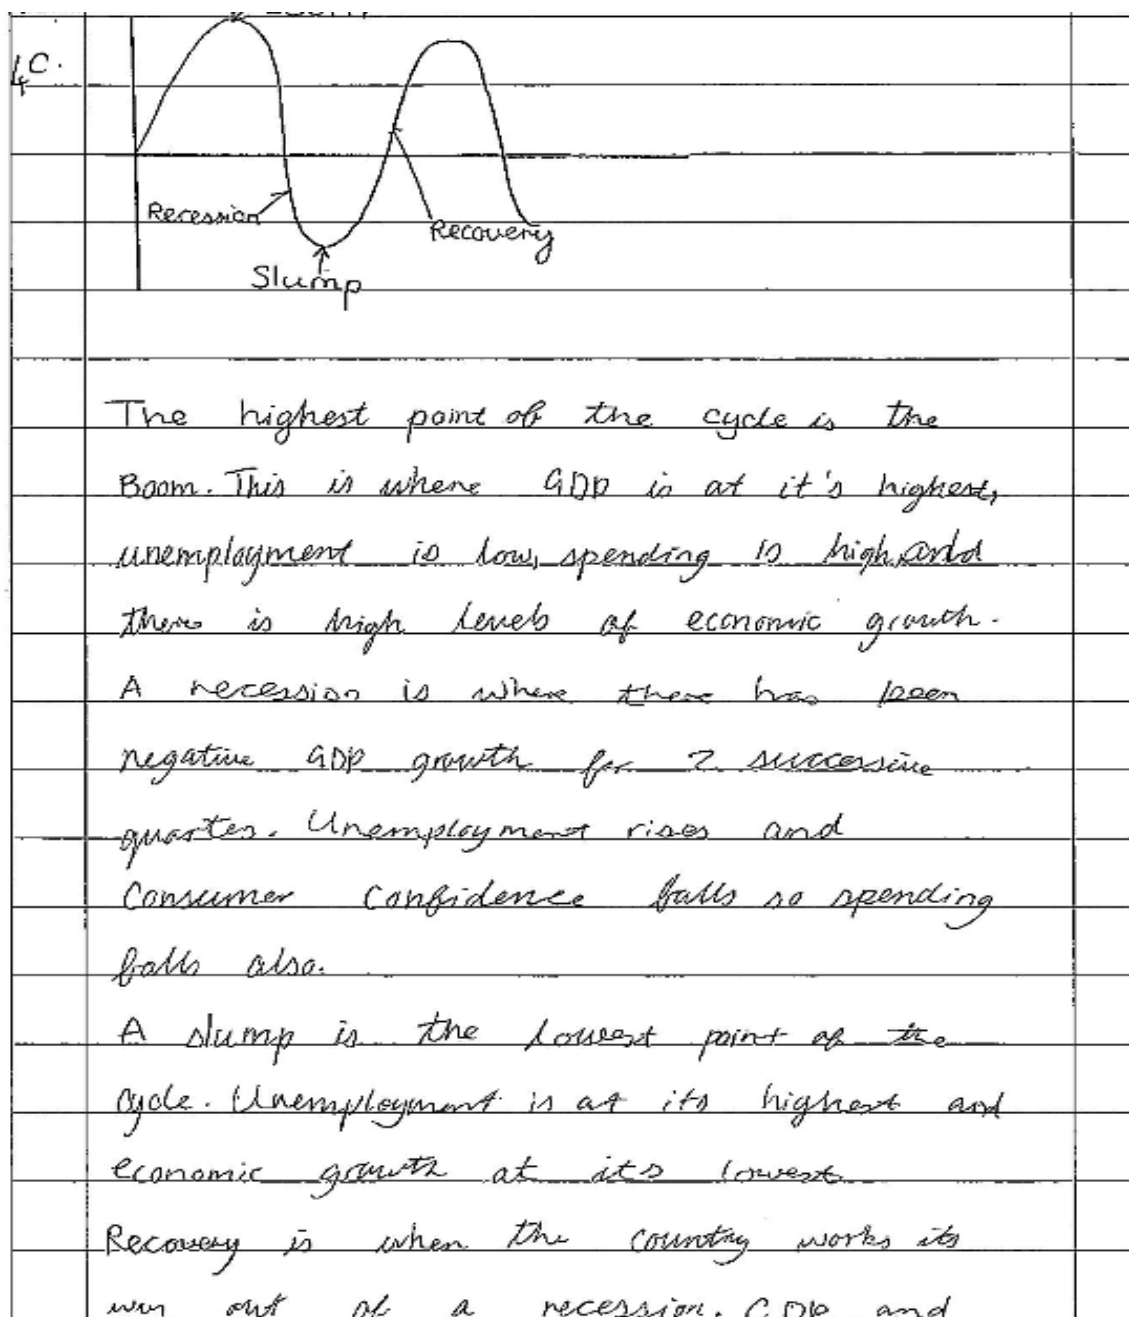 4C.
Recession
Recovery
Slump
The highest point of the cycle is the
Boom. This is where GDP is at it's highest,
unemployment is low, spending is high, and
there is high levels of economic growth.
A recession is where there has been
negative GDP growth for 2 successive
quarter. Unemployment rises and
Consumer Confidence falls so spending
falls also.
A slump is the lowest point of the
cycle. Unemployment is at its highest and
economic growth at its lowest
Recovery is when the country works its
way out of a recession. GDP and